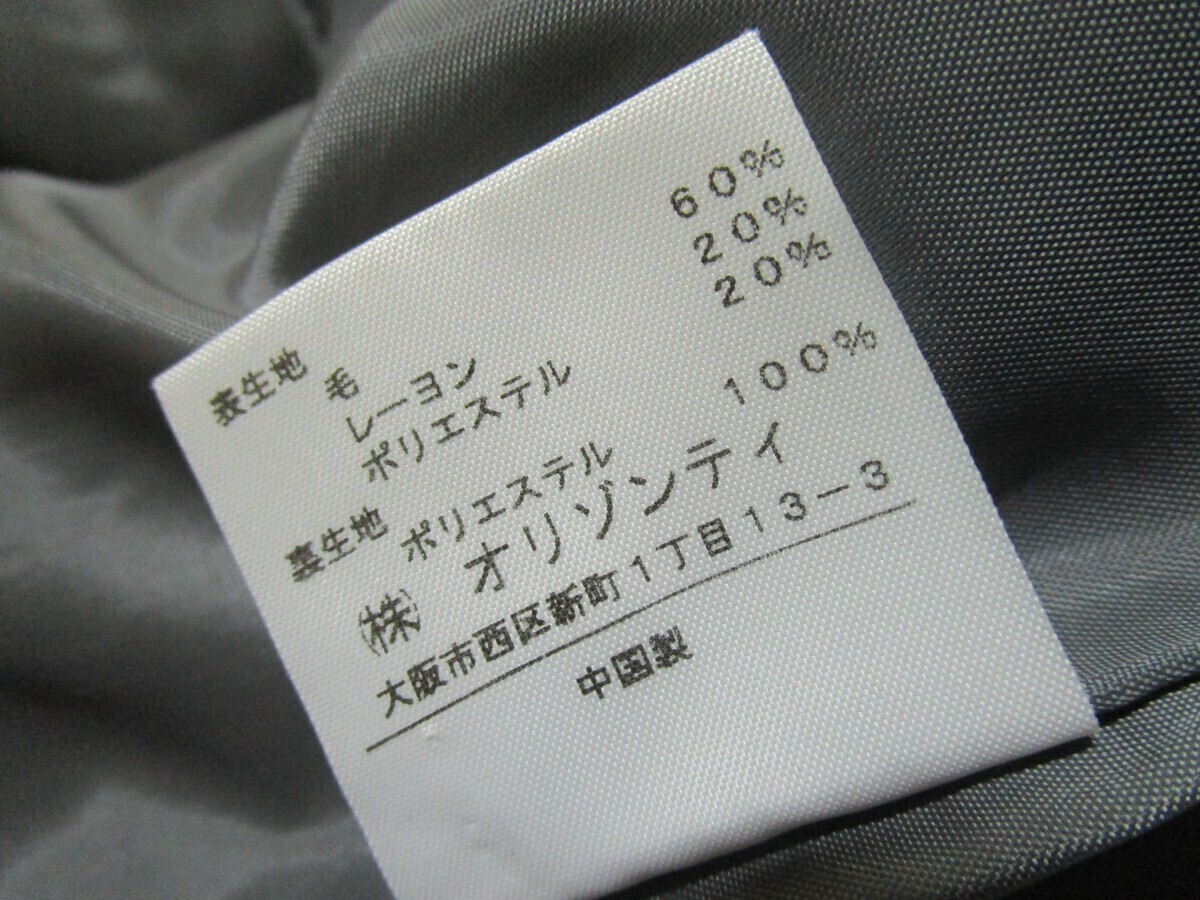 表生地
毛 60%
レーヨン 20%
ポリエステル 20%
裏生地
ポリエステル 100%
㈱ オリゾンティ
大阪市西区新町1丁目13-3
中国製